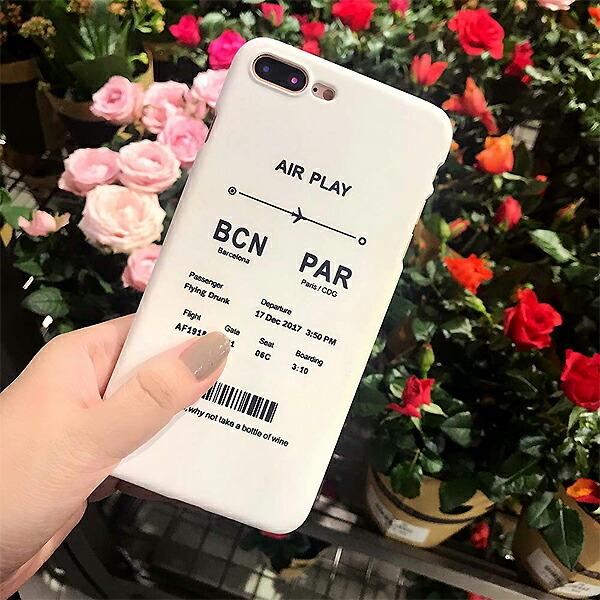 AIR PLAY
BCN PAR
Barcelona Paris / CDG
Passenger Departure
Flying Drunk 17 Dec 2017 3:50 PM
Flight Gate Seat Boarding
06C 3:10
why not take a bottle of wine